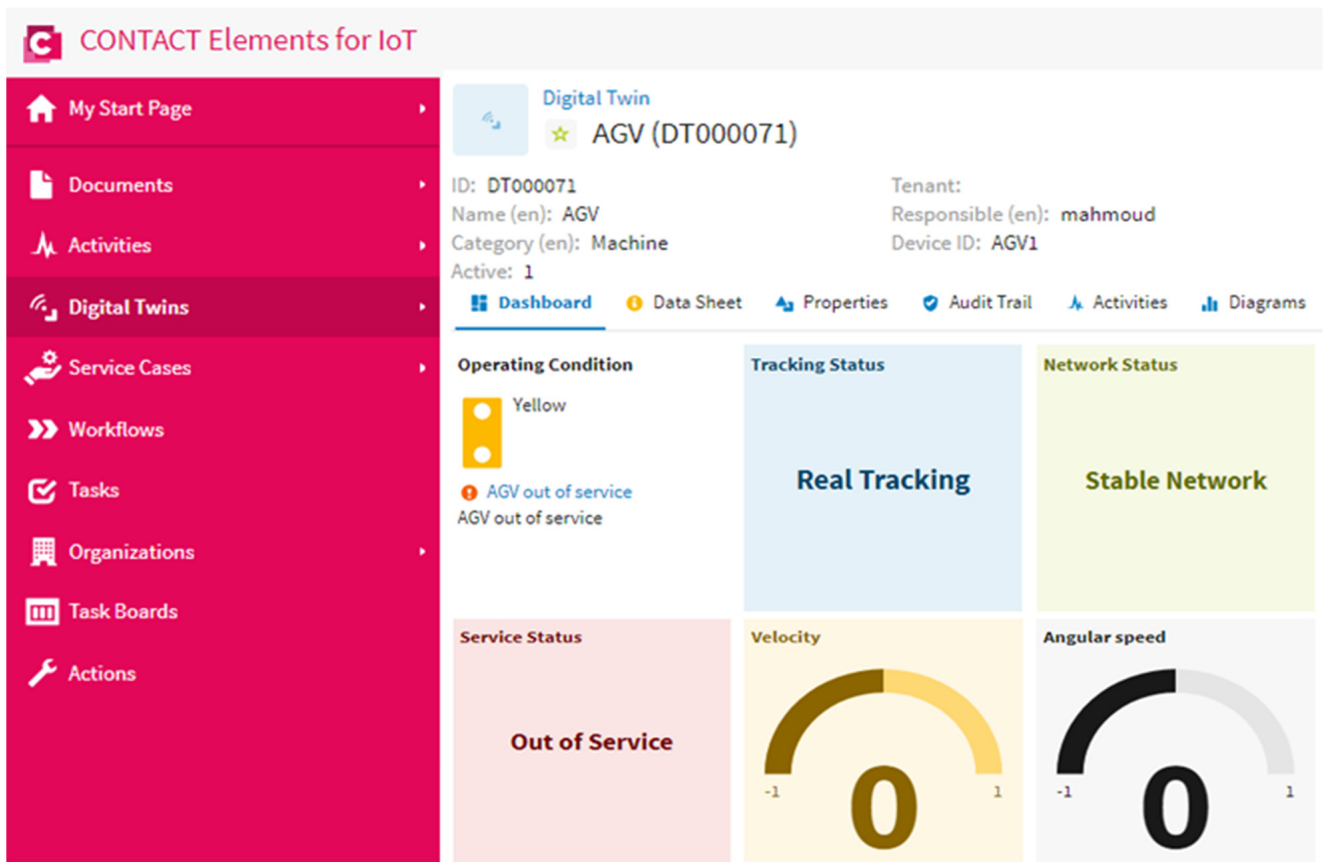 C CONTACT Elements for IoT
My Start Page
Documents
Activities
Digital Twins
Service Cases
Workflows
Tasks
Organizations
Task Boards
Actions
Digital Twin
AGV (DT000071)
ID: DT000071
Tenant:
Name (en): AGV
Responsible (en): mahmoud
Category (en): Machine
Device ID: AGV1
Active: 1
Dashboard Data Sheet Properties Audit Trail Activities Diagrams
Operating Condition
Yellow
AGV out of service
AGV out of service
Tracking Status
Real Tracking
Network Status
Stable Network
Service Status
Out of Service
Velocity
-1 0 1
Angular speed
-1 0 1